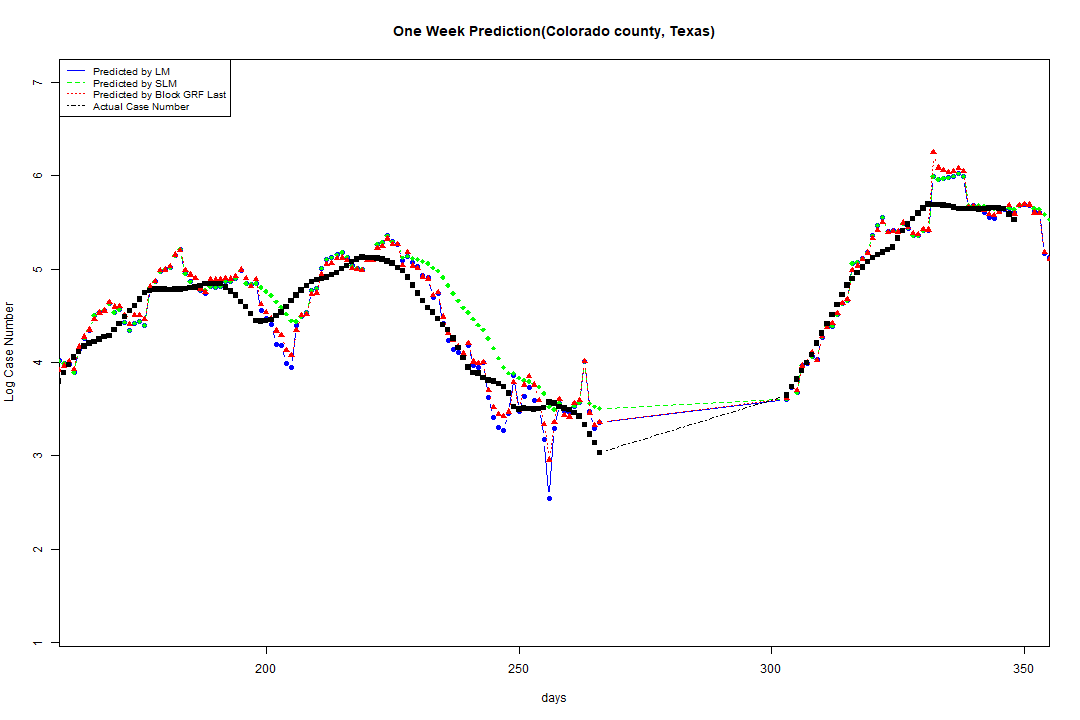 One Week Prediction(Colorado county, Texas)
Predicted by LM
Predicted by SLM
Predicted by Block GRF Last
Actual Case Number
Log Case Number
7
6
5
4
3
2
1
200
250
300
350
days